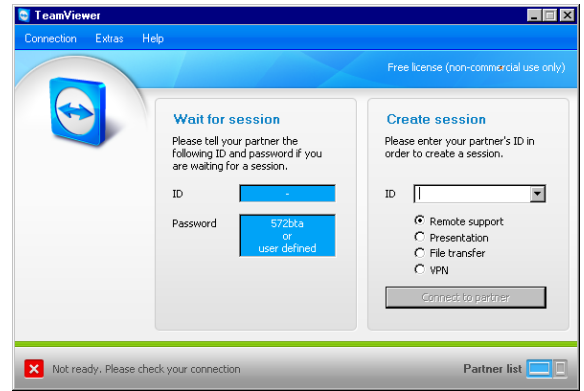 TeamViewer
Connection Extras Help
Free license (non-commercial use only)
Wait for session
Please tell your partner the
following ID and password if you
are waiting for a session.
ID -
Password 572bta
or
user defined
Create session
Please enter your partner's ID in
order to create a session.
ID
Remote support
Presentation
File transfer
VPN
Connect to partner
Not ready. Please check your connection
Partner list